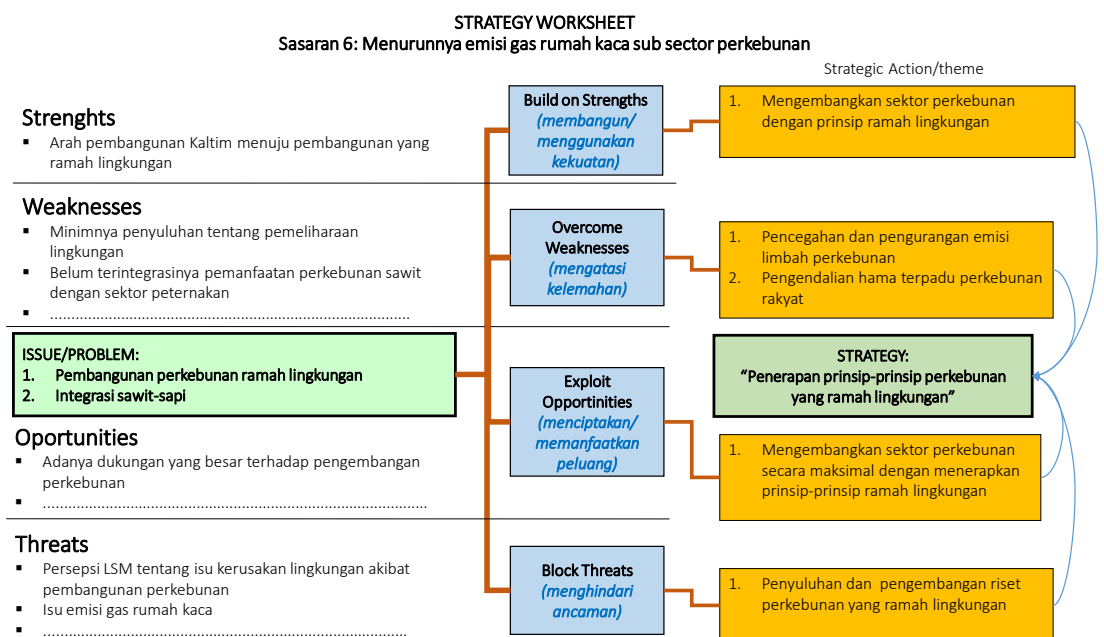 STRATEGY WORKSHEET
Sasaran 6: Menurunnya emisi gas rumah kaca sub sector perkebunan
Strategic Action/theme
Strenghts
▪ Arah pembangunan Kaltim menuju pembangunan yang
ramah lingkungan
Build on Strengths
(membangun/
menggunakan
kekuatan)
1. Mengembangkan sektor perkebunan
dengan prinsip ramah lingkungan
Weaknesses
▪ Minimnya penyuluhan tentang pemeliharaan
lingkungan
▪ Belum terintegrasinya pemanfaatan perkebunan sawit
dengan sektor peternakan
▪ ......................................................................................
Overcome
Weaknesses
(mengatasi
kelemahan)
1. Pencegahan dan pengurangan emisi
limbah perkebunan
2. Pengendalian hama terpadu perkebunan
rakyat
ISSUE/PROBLEM:
1. Pembangunan perkebunan ramah lingkungan
2. Integrasi sawit-sapi
STRATEGY:
“Penerapan prinsip-prinsip perkebunan
yang ramah lingkungan”
Oportunities
▪ Adanya dukungan yang besar terhadap pengembangan
perkebunan
▪ ............................................................................................
Exploit
Opportinities
(menciptakan/
memanfaatkan
peluang)
1. Mengembangkan sektor perkebunan
secara maksimal dengan menerapkan
prinsip-prinsip ramah lingkungan
Threats
▪ Persepsi LSM tentang isu kerusakan lingkungan akibat
pembangunan perkebunan
▪ Isu emisi gas rumah kaca
▪ .......................................................................................
Block Threats
(menghindari
ancaman)
1. Penyuluhan dan pengembangan riset
perkebunan yang ramah lingkungan